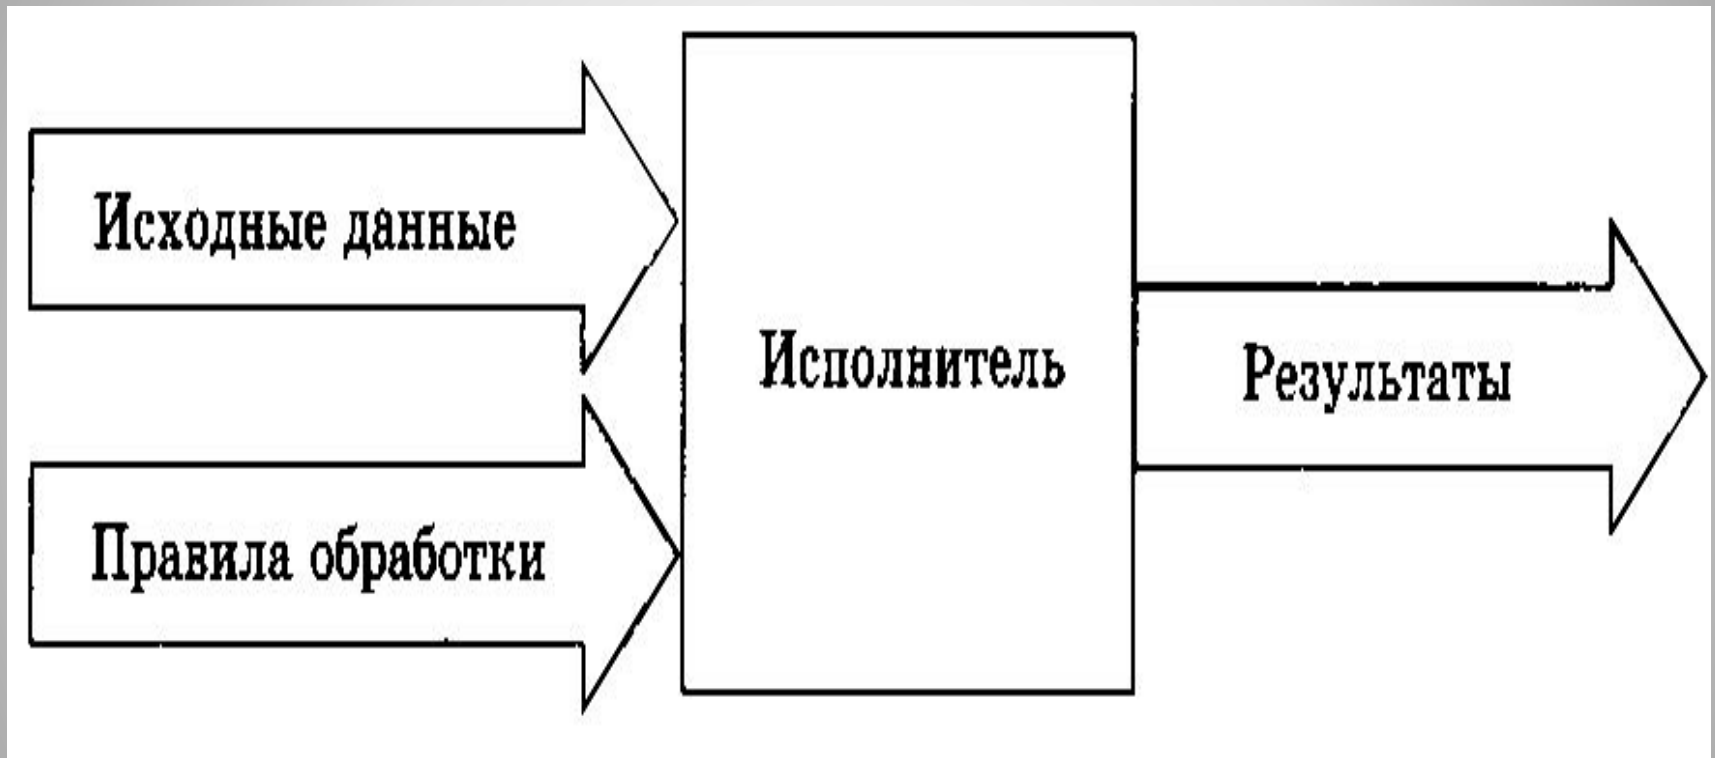 Исходные данные
Правила обработки
Исполнитель
Результаты